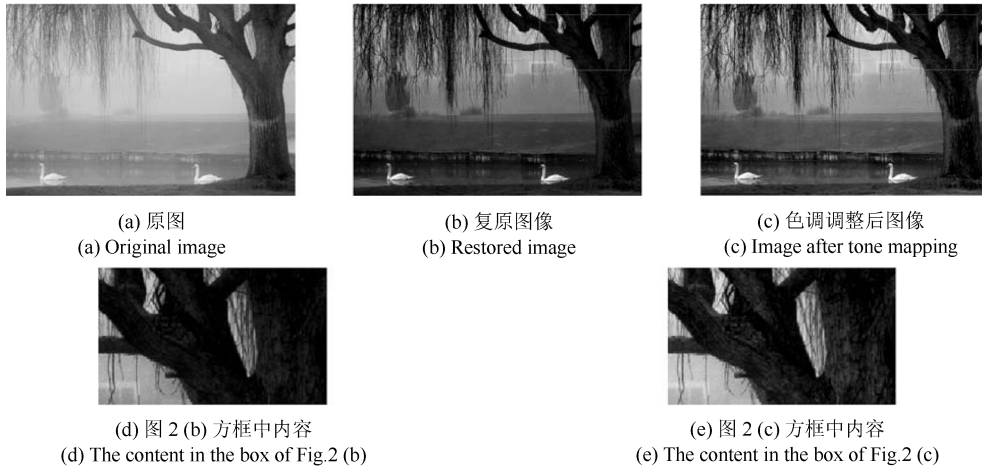 (a) 原图
(a) Original image
(b) 复原图像
(b) Restored image
(c) 色调调整后图像
(c) Image after tone mapping
(d) 图 2 (b) 方框中内容
(d) The content in the box of Fig.2 (b)
(e) 图 2 (c) 方框中内容
(e) The content in the box of Fig.2 (c)